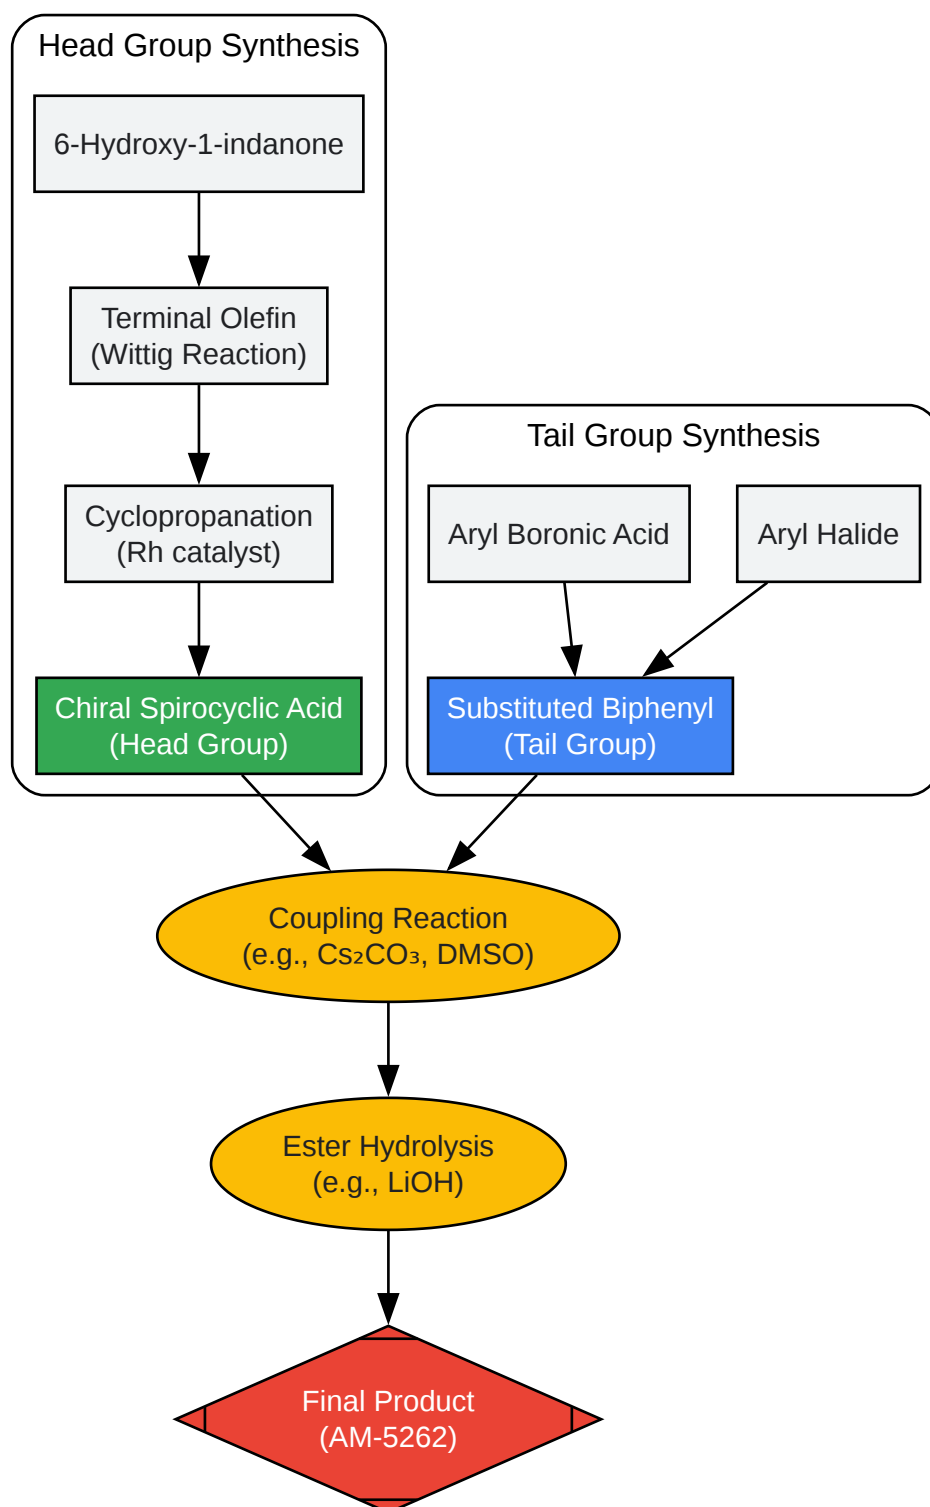 Head Group Synthesis
6-Hydroxy-1-indanone
Terminal Olefin
(Wittig Reaction)
Cyclopropanation
(Rh catalyst)
Chiral Spirocyclic Acid
(Head Group)
Tail Group Synthesis
Aryl Boronic Acid
Aryl Halide
Substituted Biphenyl
(Tail Group)
Coupling Reaction
(e.g., Cs₂CO₃, DMSO)
Ester Hydrolysis
(e.g., LiOH)
Final Product
(AM-5262)